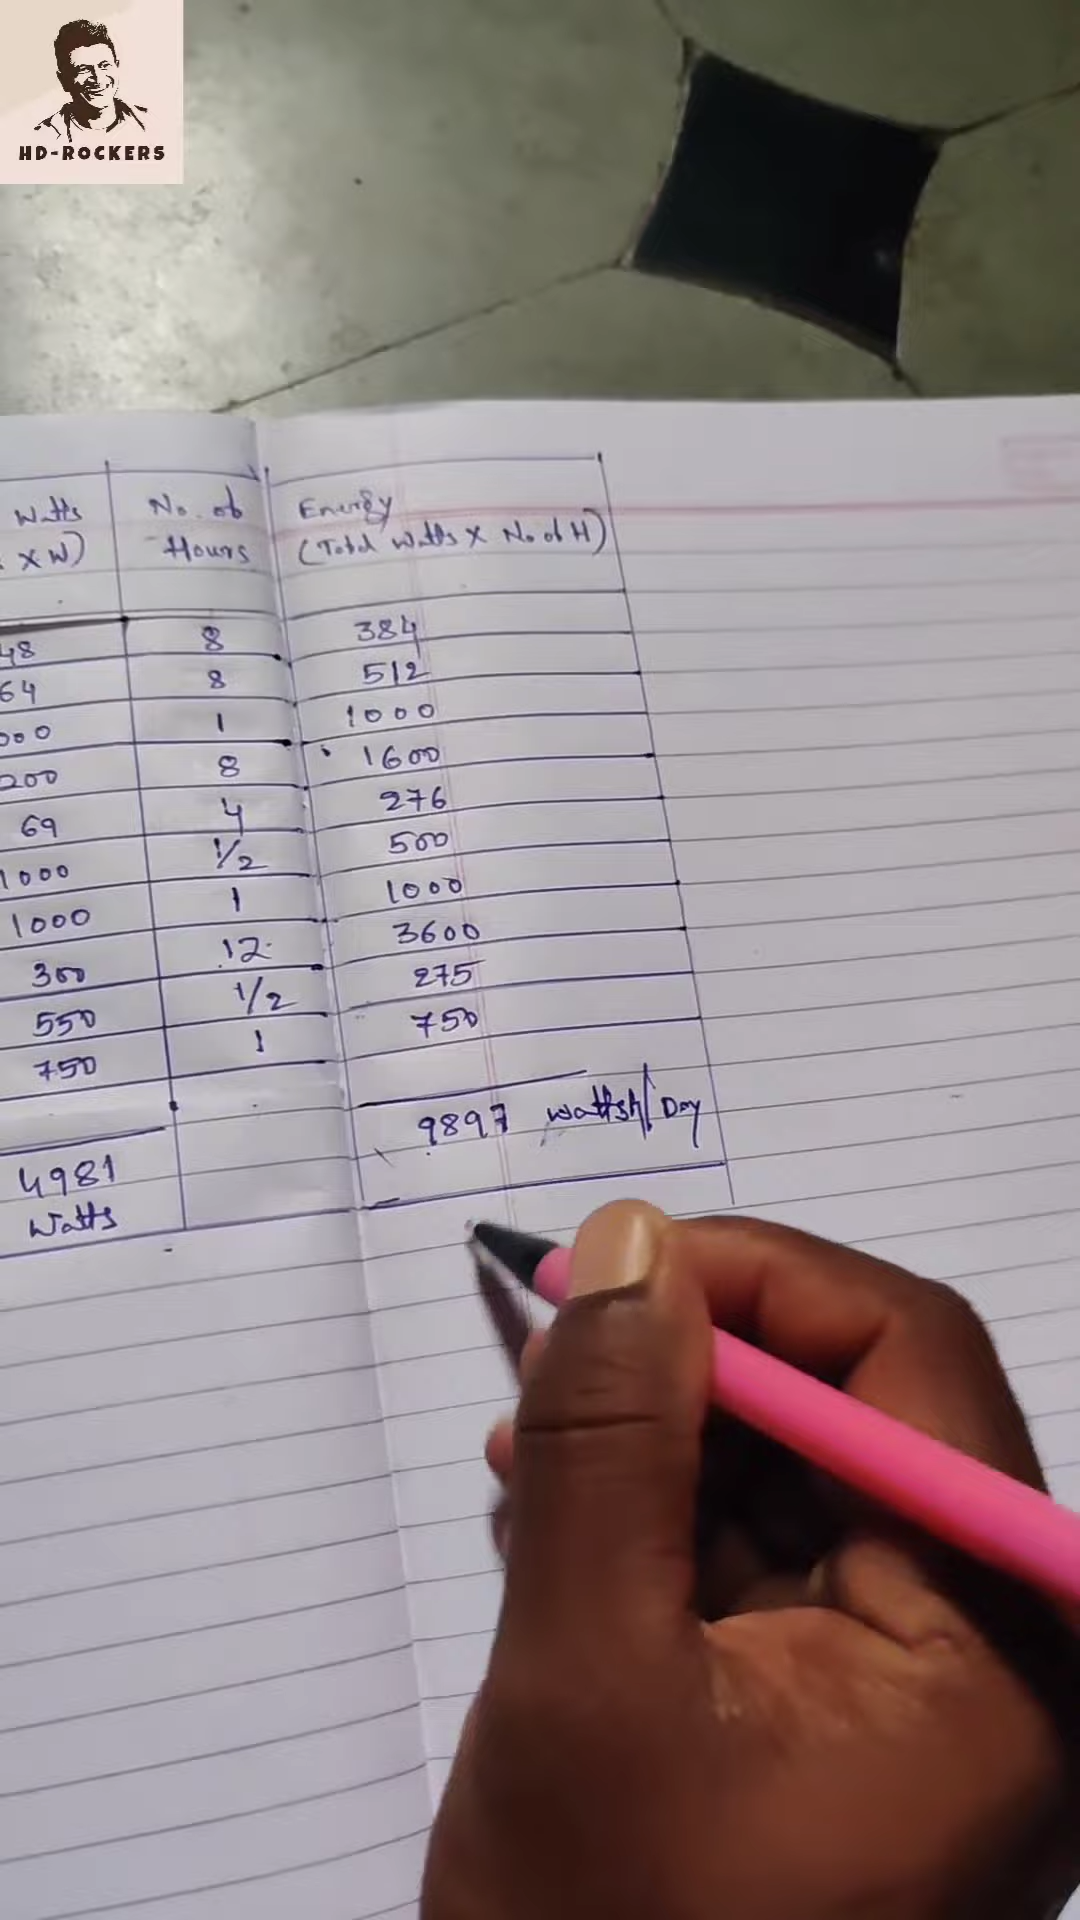 HD-ROCKERS
Watts No. of Energy
X W) Hours (Total Watts X No of H)
48 8 384
64 8 512
000 1 1000
200 8 1600
69 4 276
1000 1/2 500
1000 1 1000
300 12 3600
550 1/2 275
750 1 750
9897 Wattsh/Day
4981
Watts